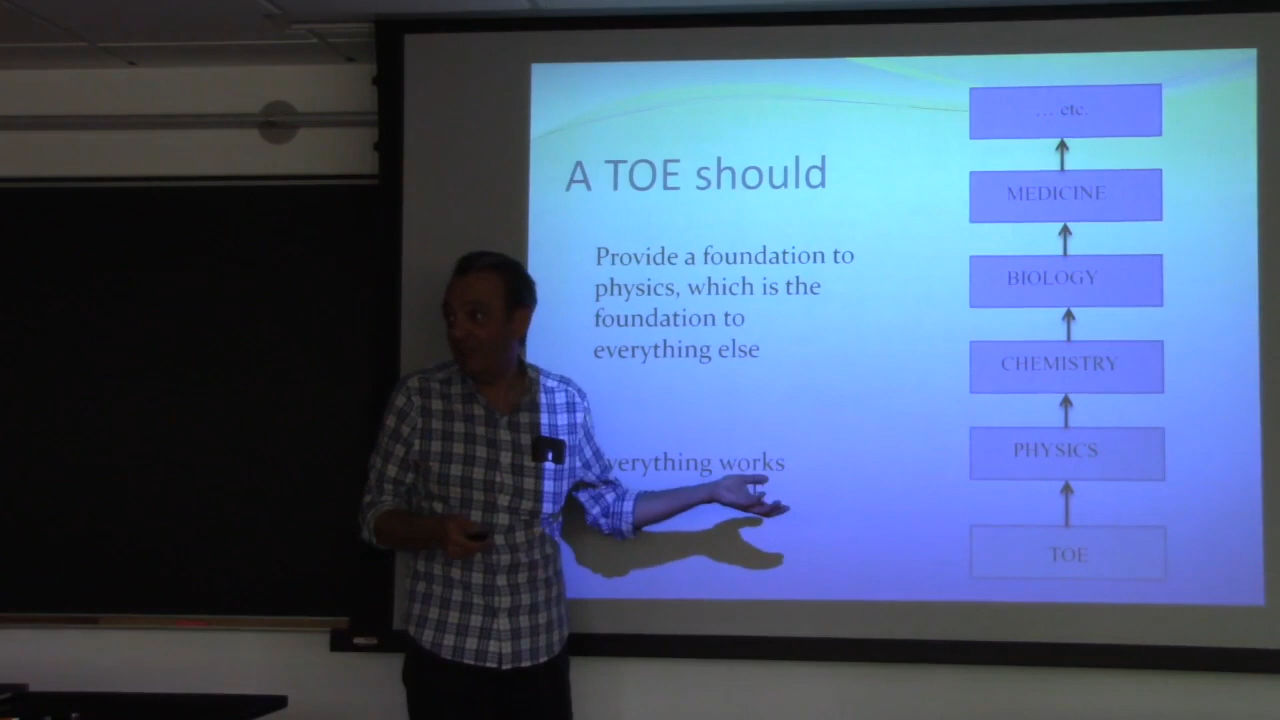 A TOE should
Provide a foundation to
physics, which is the
foundation to
everything else
verything works
... etc.
MEDICINE
BIOLOGY
CHEMISTRY
PHYSICS
TOE